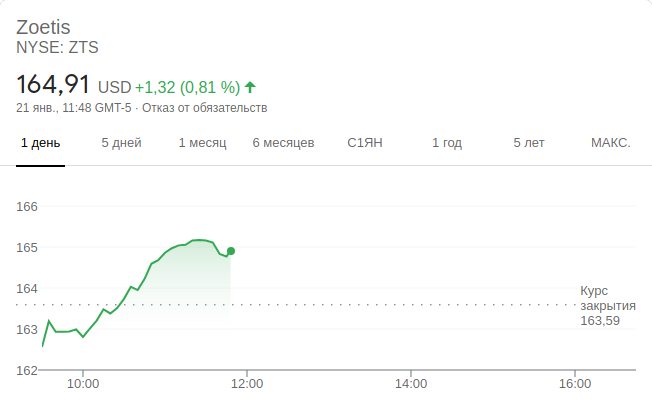 Zoetis
NYSE: ZTS
164,91 USD +1,32 (0,81 %)
21 янв., 11:48 GMT-5 · Отказ от обязательств
1 день 5 дней 1 месяц 6 месяцев С1ЯН 1 год 5 лет МАКС.
166
165
164
163
162
Курс
закрытия
163,59
10:00 12:00 14:00 16:00